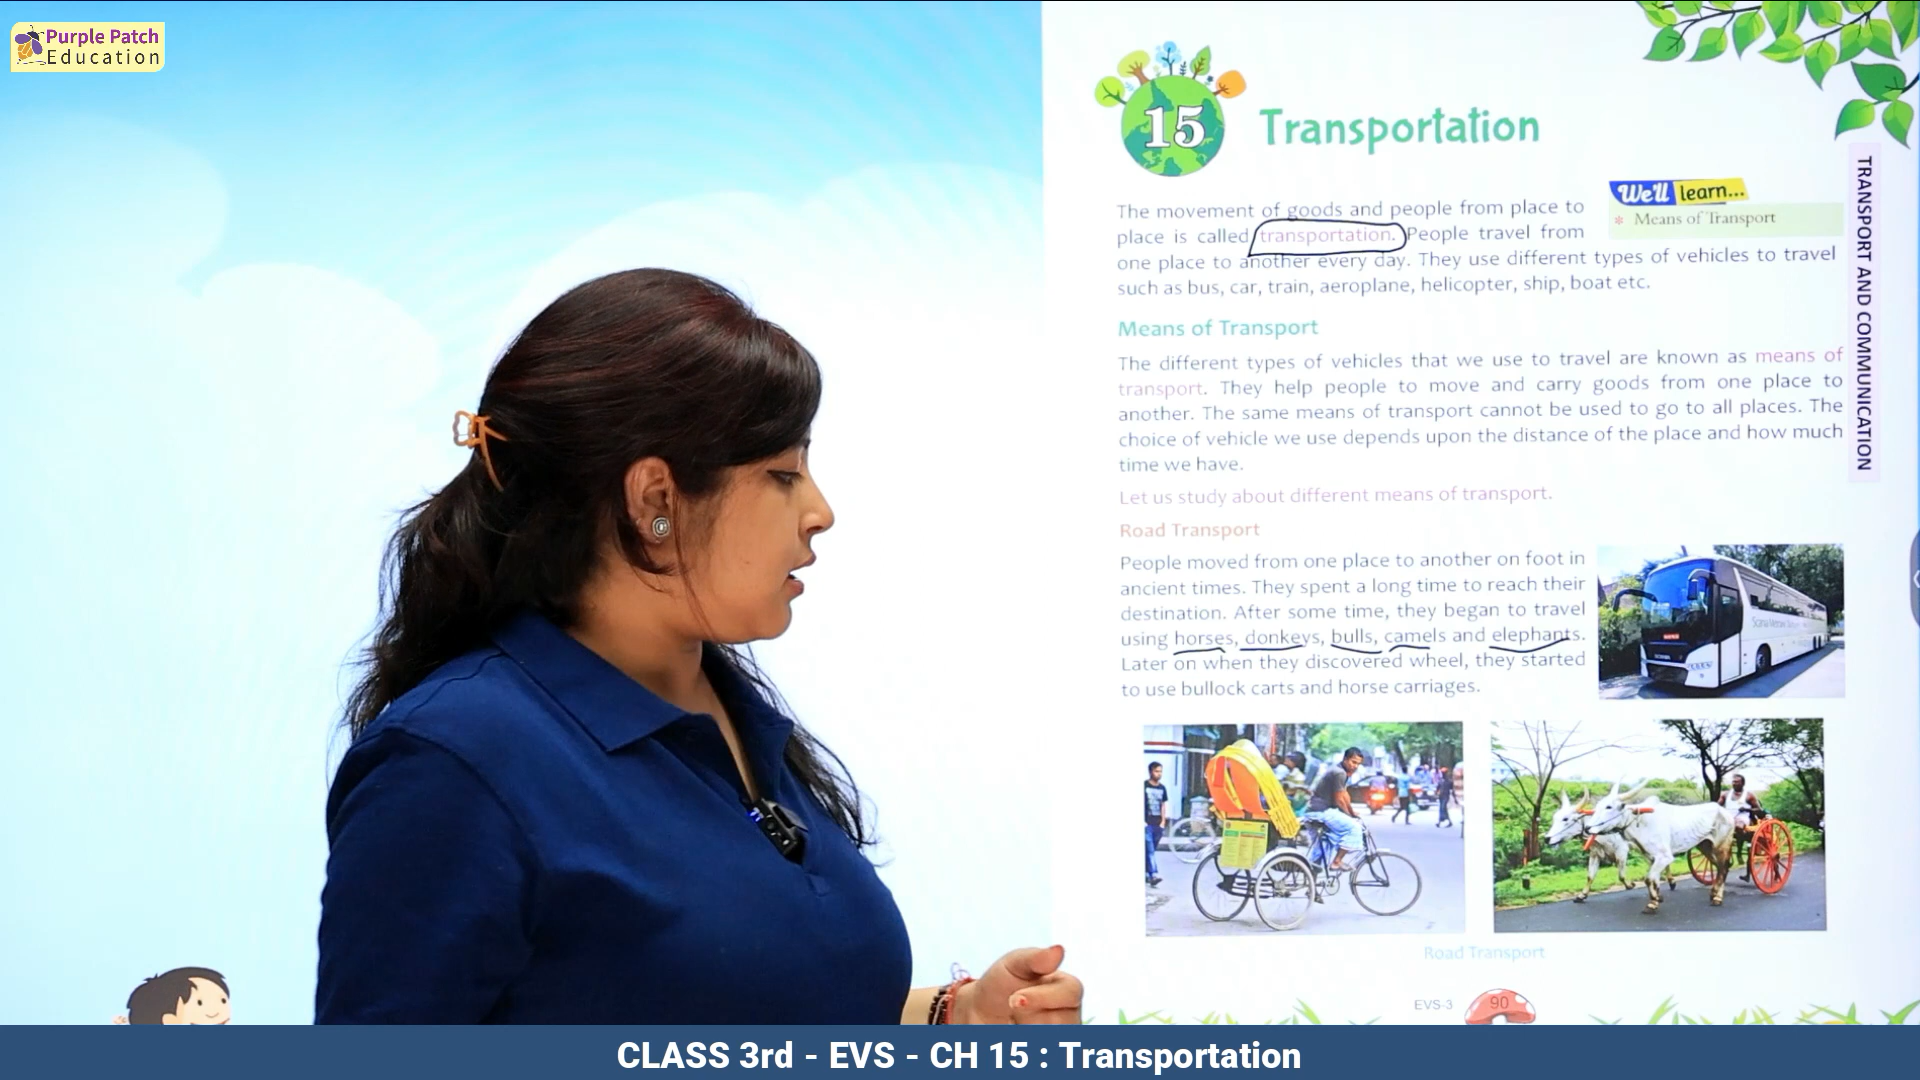 Purple Patch
Education
15
Transportation
We'll learn...
* Means of Transport
The movement of goods and people from place to
place is called transportation. People travel from
one place to another every day. They use different types of vehicles to travel
such as bus, car, train, aeroplane, helicopter, ship, boat etc.
Means of Transport
The different types of vehicles that we use to travel are known as means of
transport. They help people to move and carry goods from one place to
another. The same means of transport cannot be used to go to all places. The
choice of vehicle we use depends upon the distance of the place and how much
time we have.
Let us study about different means of transport.
Road Transport
People moved from one place to another on foot in
ancient times. They spent a long time to reach their
destination. After some time, they began to travel
using horses, donkeys, bulls, camels and elephants.
Later on when they discovered wheel, they started
to use bullock carts and horse carriages.
Road Transport
EVS-3
90
TRANSPORT AND COMMUNICATION
CLASS 3rd - EVS - CH 15 : Transportation